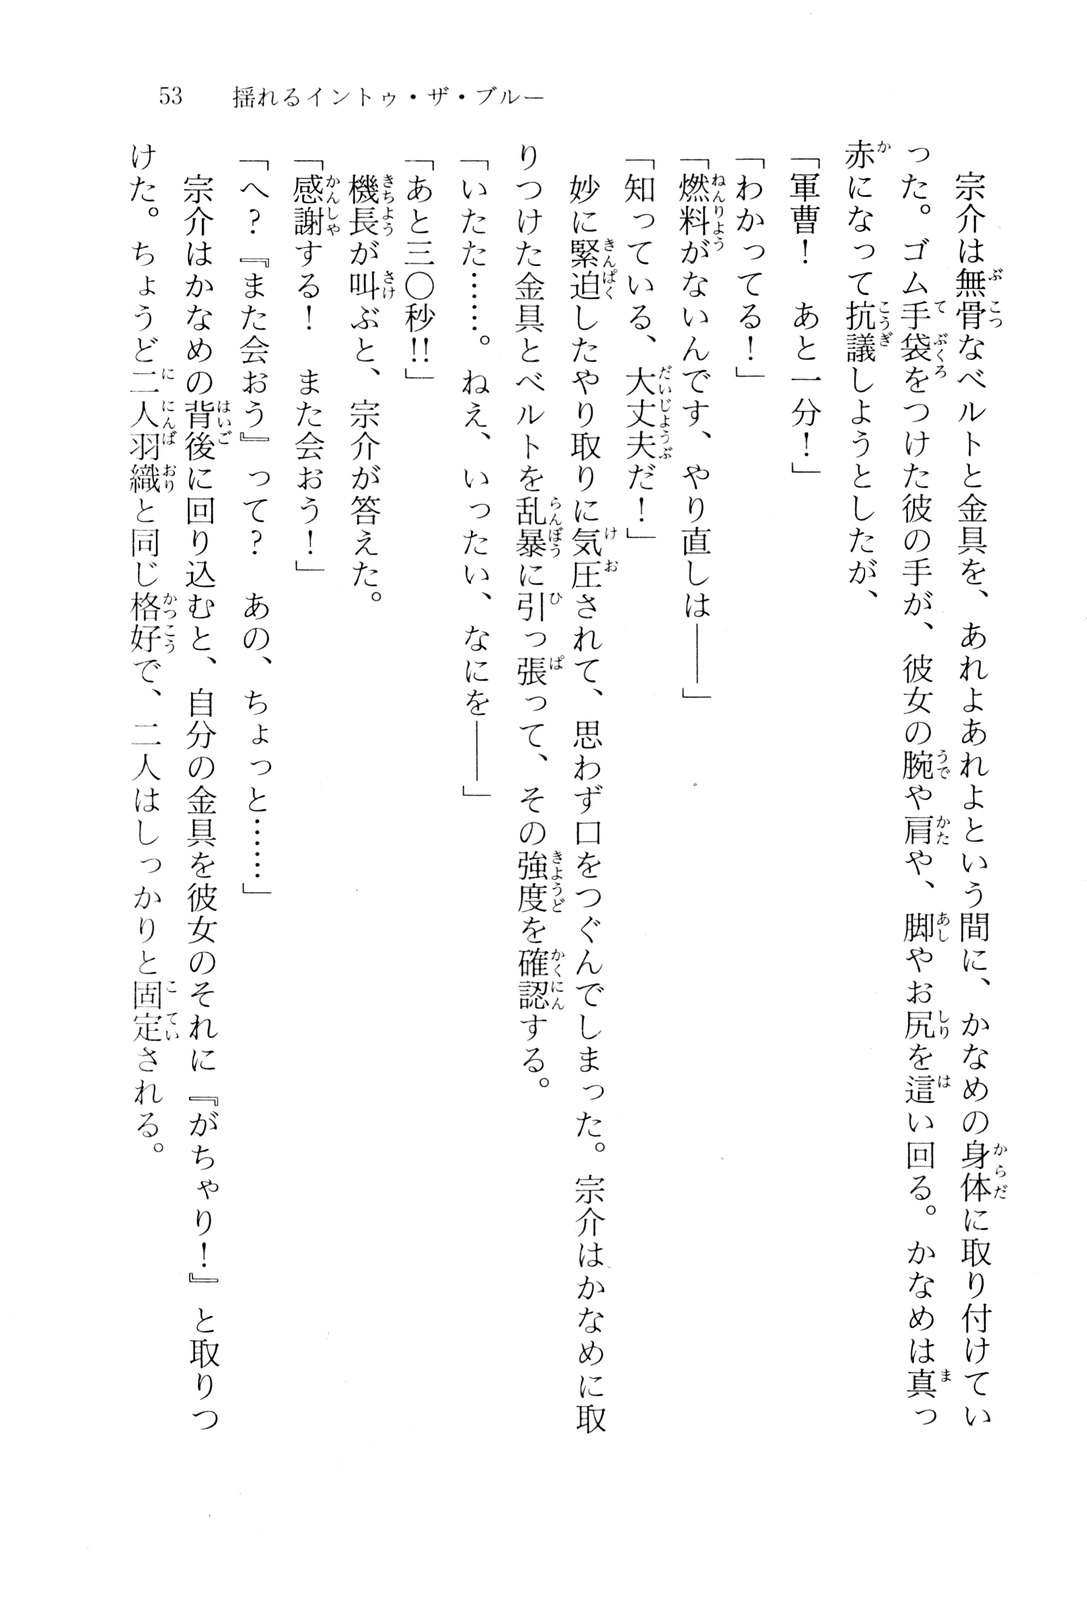 53　揺れるイントゥ・ザ・ブルー
　宗介は無骨なベルトと金具を、あれよあれよという間に、かなめの身体に取り付けてい
った。ゴム手袋をつけた彼の手が、彼女の腕や肩や、脚やお尻を這い回る。かなめは真っ
赤になって抗議しようとしたが、
「軍曹！　あと一分！」
「わかってる！」
「燃料がないんです、やり直しは――」
「知っている、大丈夫だ！」
　妙に緊迫したやり取りに気圧されて、思わず口をつぐんでしまった。宗介はかなめに取
りつけた金具とベルトを乱暴に引っ張って、その強度を確認する。
「いたた……。ねえ、いったい、なにを――」
「あと三〇秒!!」
　機長が叫ぶと、宗介が答えた。
「感謝する！　また会おう！」
「へ？『また会おう』って？　あの、ちょっと……」
　宗介はかなめの背後に回り込むと、自分の金具を彼女のそれに『がちゃり！』と取りつ
けた。ちょうど二人羽織と同じ格好で、二人はしっかりと固定される。